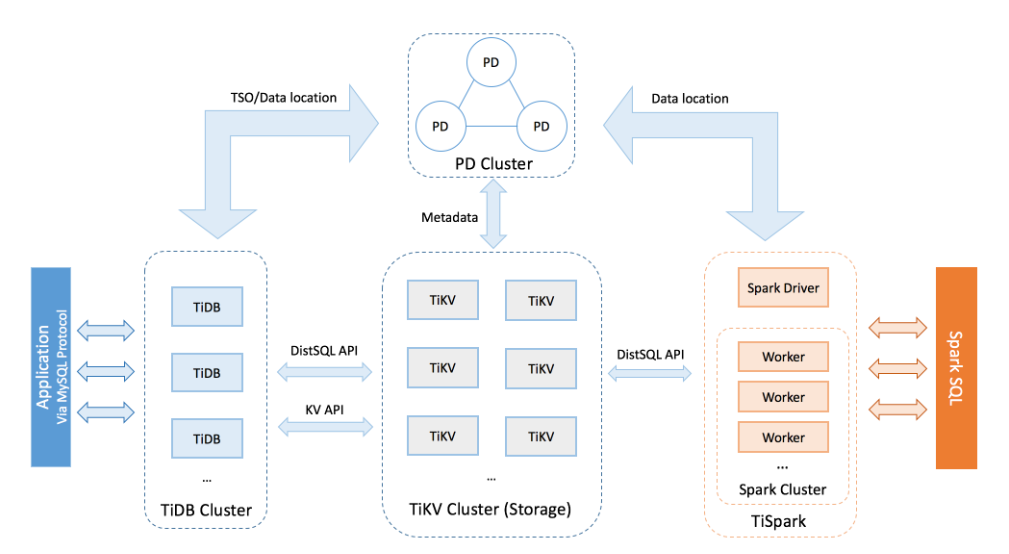 PD
PD
PD
PD Cluster
TSO/Data location
Data location
Metadata
Application
Via MySQL Protocol
TiDB
TiDB
TiDB
...
TiDB Cluster
DistSQL API
KV API
TiKV
TiKV
TiKV
TiKV
TiKV
TiKV
...
TiKV Cluster (Storage)
DistSQL API
Spark Driver
Worker
Worker
Worker
...
Spark Cluster
TiSpark
Spark SQL